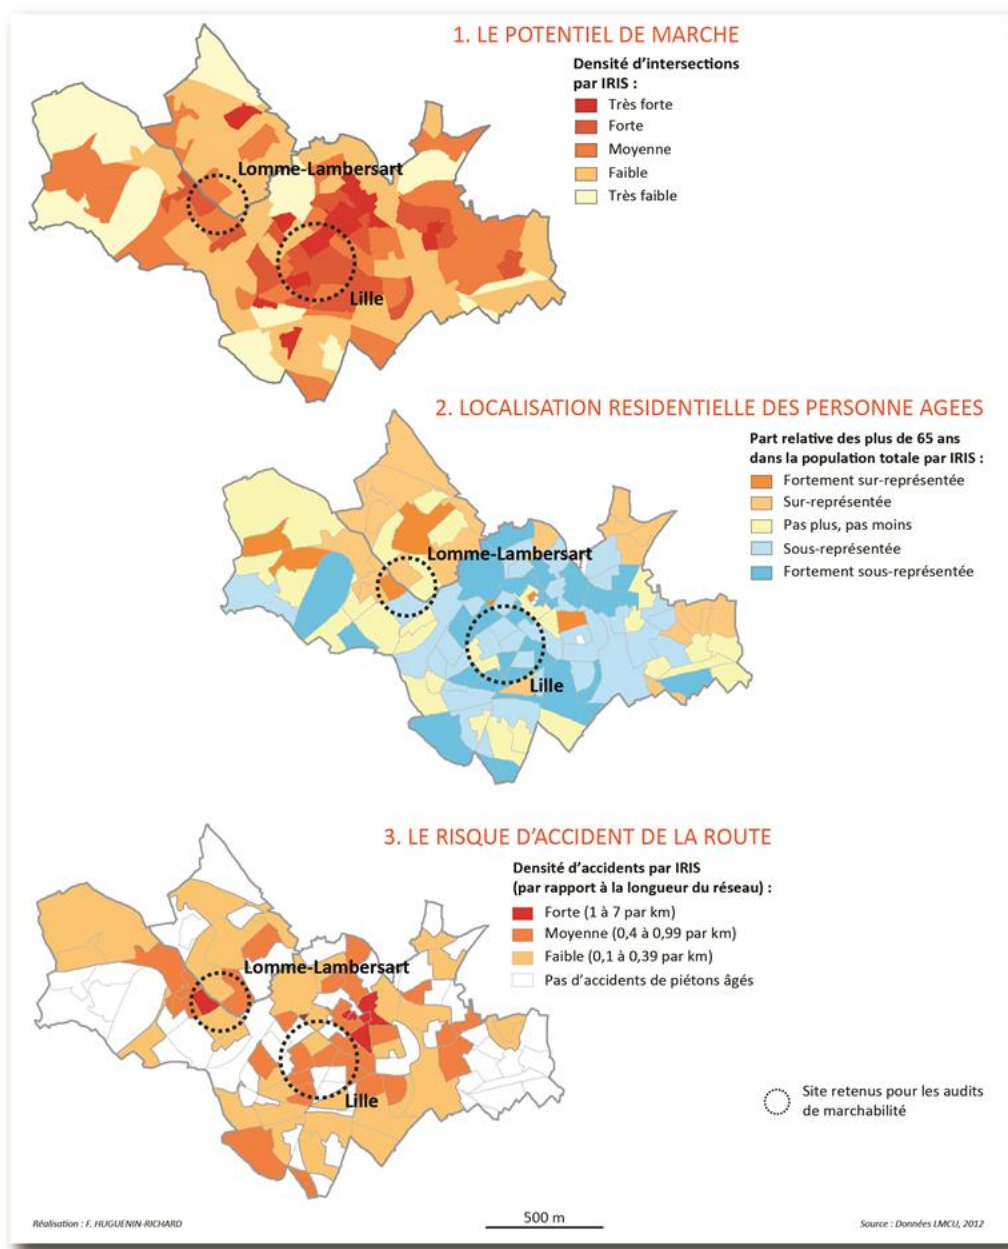 1. LE POTENTIEL DE MARCHE
Densité d'intersections
par IRIS :
Très forte
Forte
Moyenne
Faible
Très faible
Lomme-Lambersart
Lille
2. LOCALISATION RESIDENTIELLE DES PERSONNE AGEES
Part relative des plus de 65 ans
dans la population totale par IRIS :
Fortement sur-représentée
Sur-représentée
Pas plus, pas moins
Sous-représentée
Fortement sous-représentée
Lomme-Lambersart
Lille
3. LE RISQUE D'ACCIDENT DE LA ROUTE
Densité d'accidents par IRIS
(par rapport à la longueur du réseau) :
Forte (1 à 7 par km)
Moyenne (0,4 à 0,99 par km)
Faible (0,1 à 0,39 par km)
Pas d'accidents de piétons âgés
Lomme-Lambersart
Lille
Site retenus pour les audits
de marchabilité
Réalisation : F. HUGUENIN-RICHARD
500 m
Source : Données LMCU, 2012